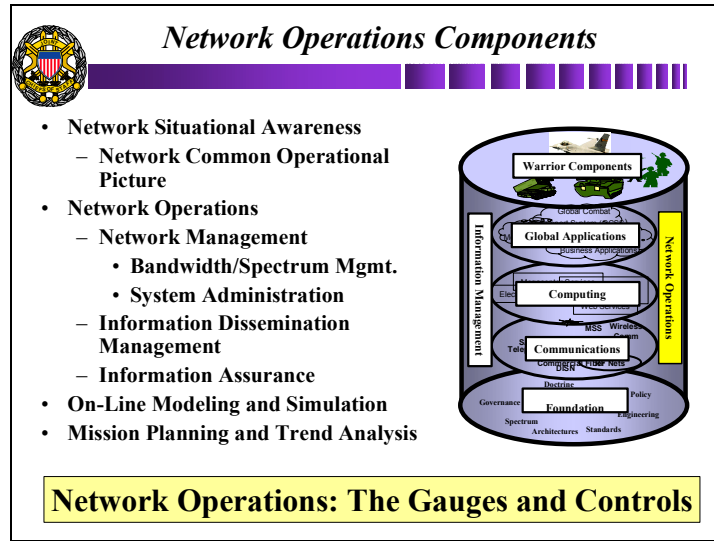 Network Operations Components
• Network Situational Awareness
– Network Common Operational
Picture
• Network Operations
– Network Management
• Bandwidth/Spectrum Mgmt.
• System Administration
– Information Dissemination
Management
– Information Assurance
• On-Line Modeling and Simulation
• Mission Planning and Trend Analysis
Warrior Components
Information Management
Network Operations
Global Combat
Global Applications
Business Applications
Computing
MSS
Wireless
Communications
DISN
Nets
Doctrine
Policy
Governance
Foundation
Engineering
Spectrum
Architectures
Standards
Network Operations: The Gauges and Controls